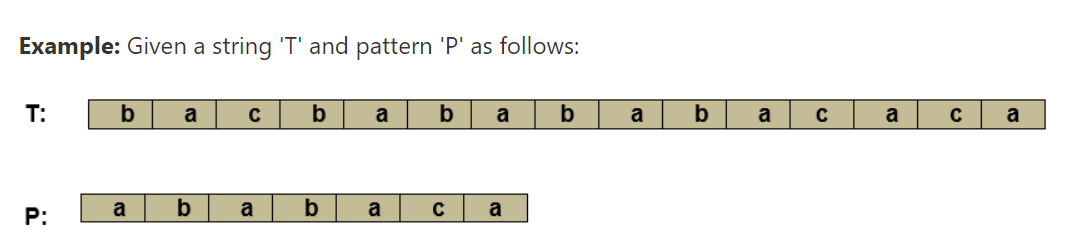 Example: Given a string 'T' and pattern 'P' as follows:
T: b a c b a b a b a b a c a c a
P: a b a b a c a